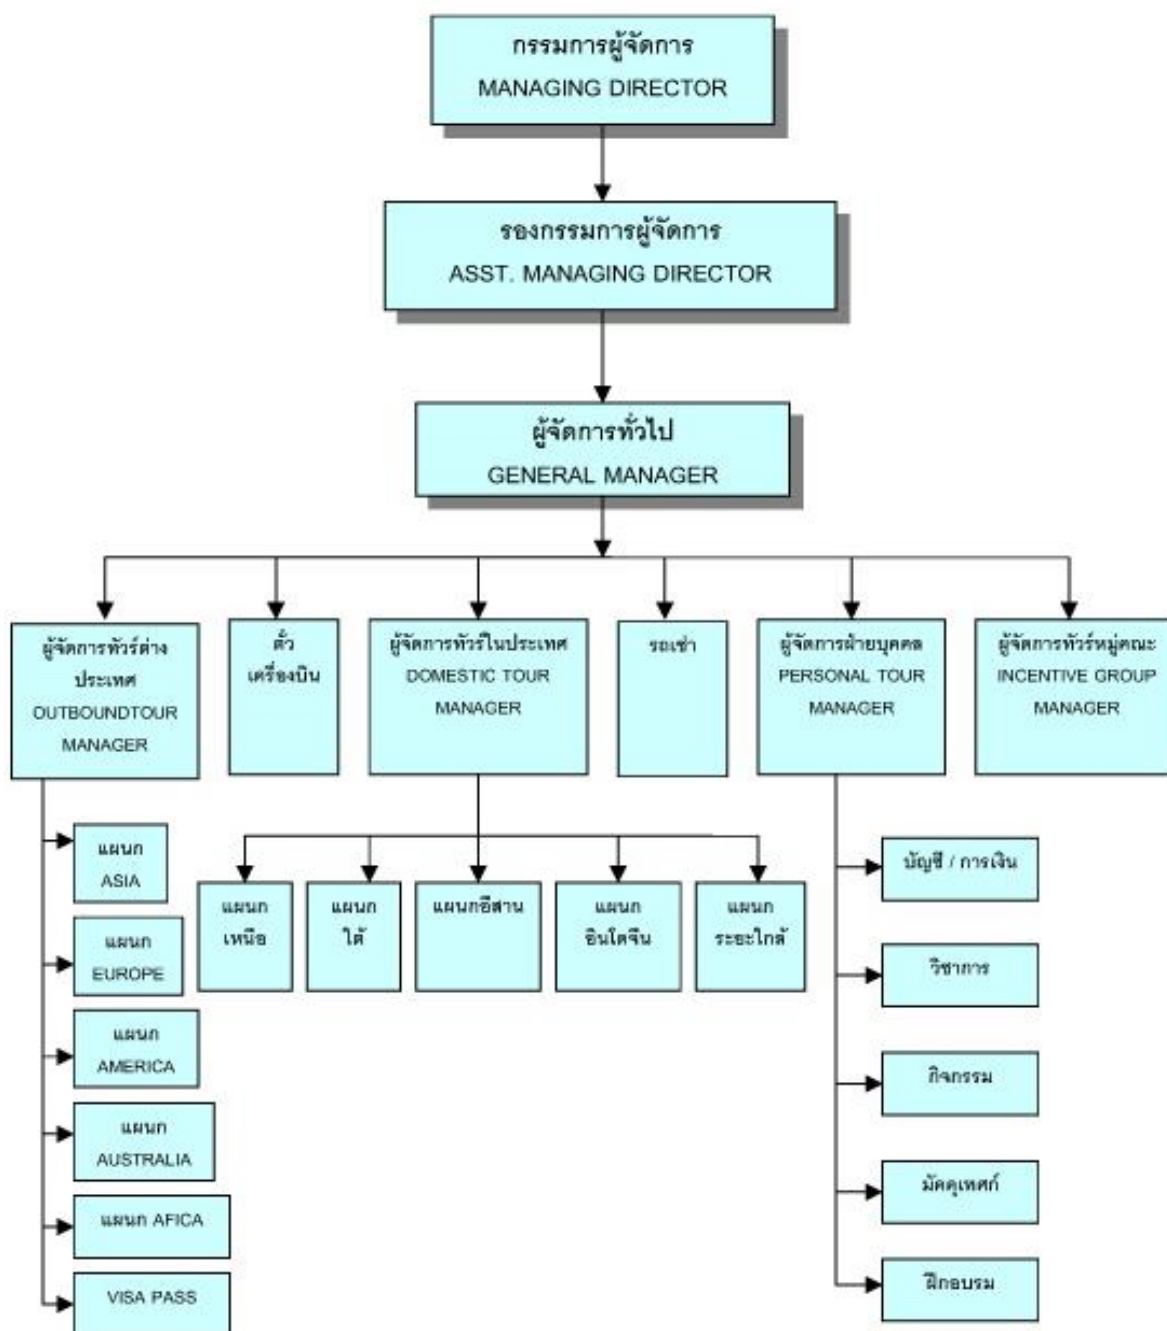 กรรมการผู้จัดการ
MANAGING DIRECTOR
รองกรรมการผู้จัดการ
ASST. MANAGING DIRECTOR
ผู้จัดการทั่วไป
GENERAL MANAGER
ผู้จัดการทัวร์ต่าง
ประเทศ
OUTBOUNDTOUR
MANAGER
ตั๋ว
เครื่องบิน
ผู้จัดการทัวร์ในประเทศ
DOMESTIC TOUR
MANAGER
รถเช่า
ผู้จัดการฝ่ายบุคคล
PERSONAL TOUR
MANAGER
ผู้จัดการทัวร์หมู่คณะ
INCENTIVE GROUP
MANAGER
แผนก
ASIA
แผนก
EUROPE
แผนก
AMERICA
แผนก
AUSTRALIA
แผนก AFICA
VISA PASS
แผนก
เหนือ
แผนก
ใต้
แผนกอีสาน
แผนก
อินโดจีน
แผนก
ระยะใกล้
บัญชี / การเงิน
วิชาการ
กิจกรรม
มัคคุเทศก์
ฝึกอบรม